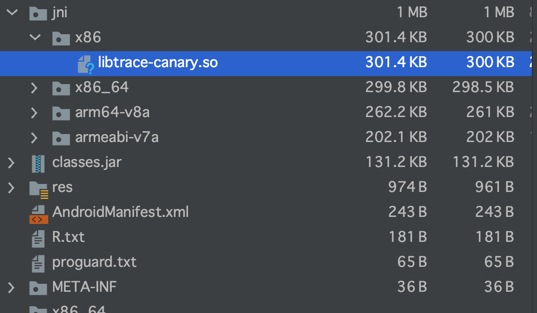 jni 1 MB 1 MB
x86 301.4 KB 300 KB
libtrace-canary.so 301.4 KB 300 KB
x86_64 299.8 KB 298.5 KB
arm64-v8a 262.2 KB 261 KB
armeabi-v7a 202.1 KB 202 KB
classes.jar 131.2 KB 131.2 KB
res 974 B 961 B
AndroidManifest.xml 243 B 243 B
R.txt 181 B 181 B
proguard.txt 65 B 65 B
META-INF 36 B 36 B
x86_64